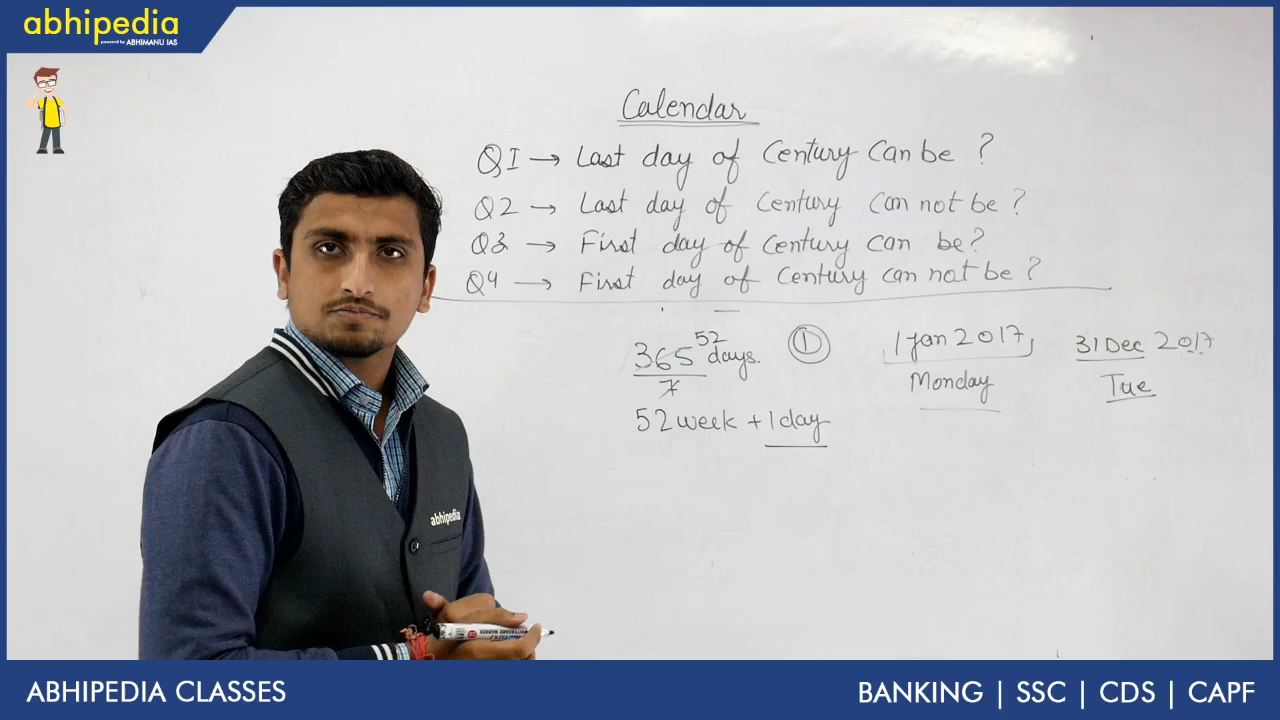 abhipedia
powered by ABHIMANU IAS
Calendar
Q1 → Last day of Century Can be ?
Q2 → Last day of Century Can not be ?
Q3 → First day of Century Can be?
Q4 → First day of Century can not be ?
365 52 days.
7
52 week + 1 day
1
1 Jan 2017
Monday
31 Dec 2017
Tue
abhipedia
ABHIPEDIA CLASSES
BANKING | SSC | CDS | CAPF